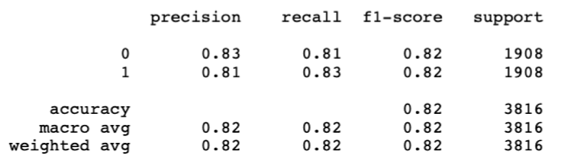 precision recall f1-score support
0 0.83 0.81 0.82 1908
1 0.81 0.83 0.82 1908
accuracy 0.82 3816
macro avg 0.82 0.82 0.82 3816
weighted avg 0.82 0.82 0.82 3816